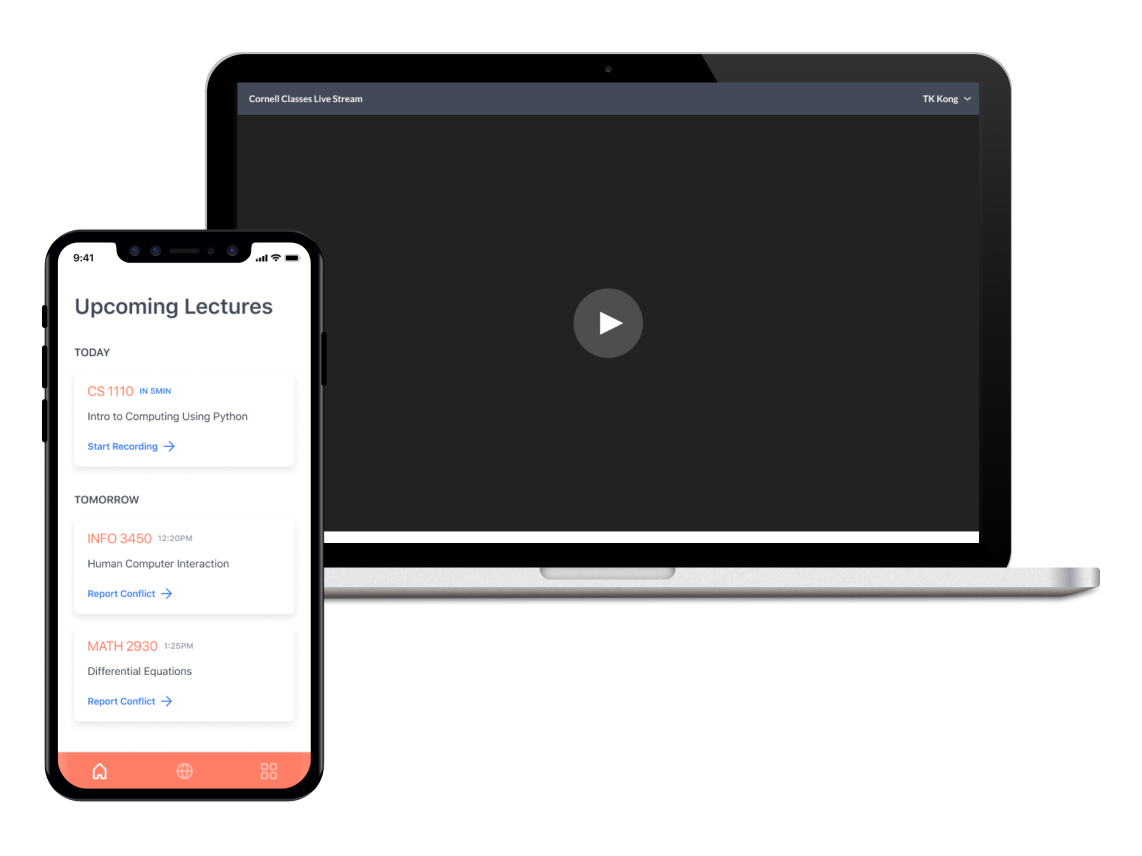 Cornell Classes Live Stream
TK Kong
9:41
Upcoming Lectures
TODAY
CS 1110 IN 5MIN
Intro to Computing Using Python
Start Recording
TOMORROW
INFO 3450 12:20PM
Human Computer Interaction
Report Conflict
MATH 2930 1:25PM
Differential Equations
Report Conflict